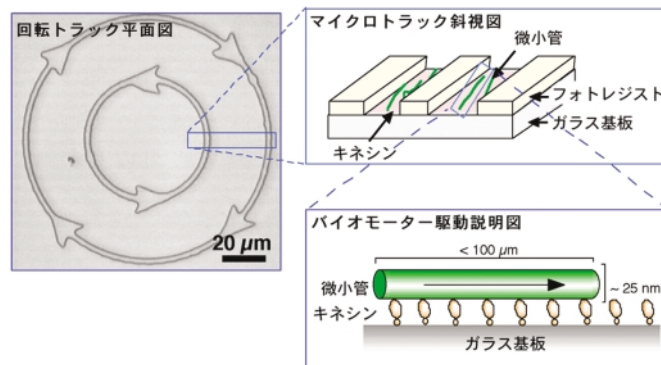 回転トラック平面図
20 µm
マイクロトラック斜視図
微小管
フォトレジスト
ガラス基板
キネシン
バイオモーター駆動説明図
< 100 µm
微小管
~ 25 nm
キネシン
ガラス基板